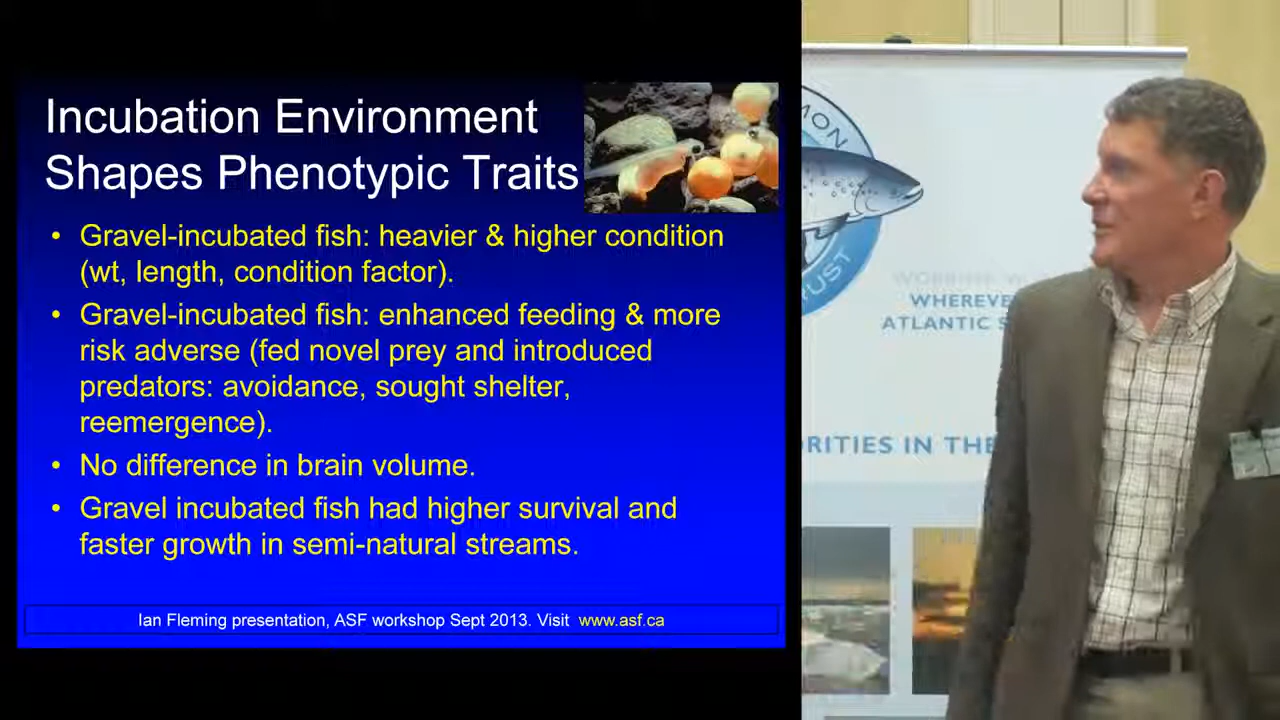 Incubation Environment
Shapes Phenotypic Traits
• Gravel-incubated fish: heavier & higher condition
(wt, length, condition factor).
• Gravel-incubated fish: enhanced feeding & more
risk adverse (fed novel prey and introduced
predators: avoidance, sought shelter,
reemergence).
• No difference in brain volume.
• Gravel incubated fish had higher survival and
faster growth in semi-natural streams.
Ian Fleming presentation, ASF workshop Sept 2013. Visit www.asf.ca
MON
UST
WHEREVE
ATLANTIC S
ORITIES IN THE